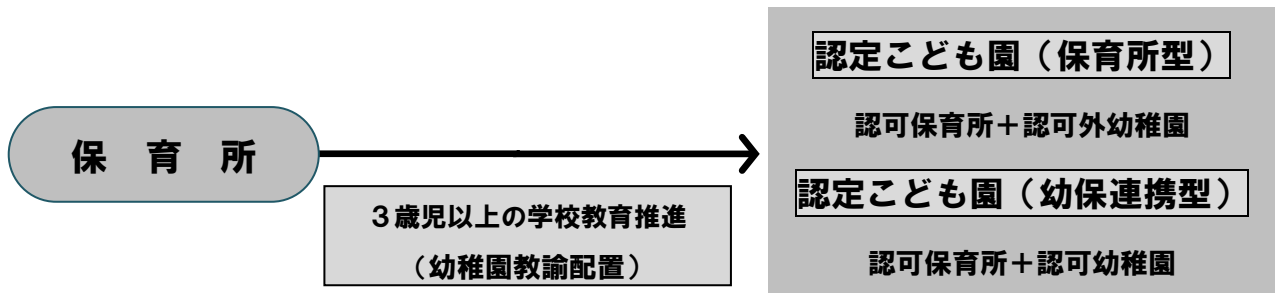 保　育　所
３歳児以上の学校教育推進
（幼稚園教諭配置）
認定こども園（保育所型）
認可保育所＋認可外幼稚園
認定こども園（幼保連携型）
認可保育所＋認可幼稚園